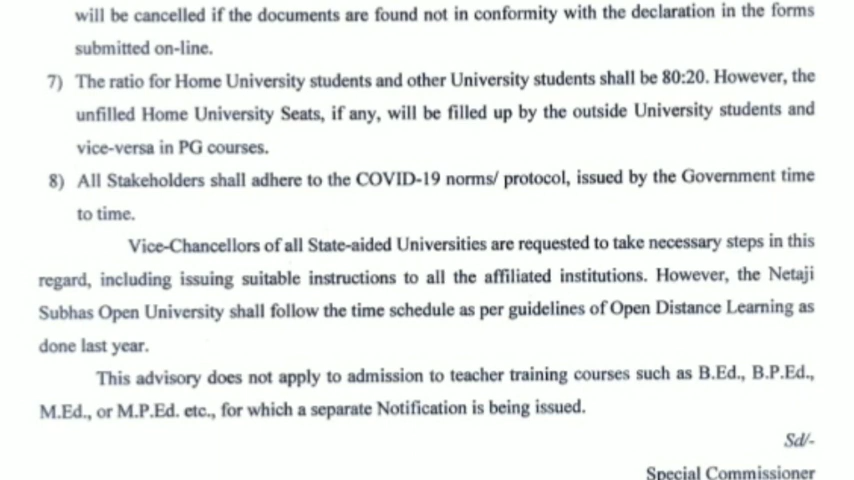 will be cancelled if the documents are found not in conformity with the declaration in the forms
submitted on-line.
7) The ratio for Home University students and other University students shall be 80:20. However, the
unfilled Home University Seats, if any, will be filled up by the outside University students and
vice-versa in PG courses.
8) All Stakeholders shall adhere to the COVID-19 norms/ protocol, issued by the Government time
to time.
Vice-Chancellors of all State-aided Universities are requested to take necessary steps in this
regard, including issuing suitable instructions to all the affiliated institutions. However, the Netaji
Subhas Open University shall follow the time schedule as per guidelines of Open Distance Learning as
done last year.
This advisory does not apply to admission to teacher training courses such as B.Ed., B.P.Ed.,
M.Ed., or M.P.Ed. etc., for which a separate Notification is being issued.
Sd/-
Special Commissioner